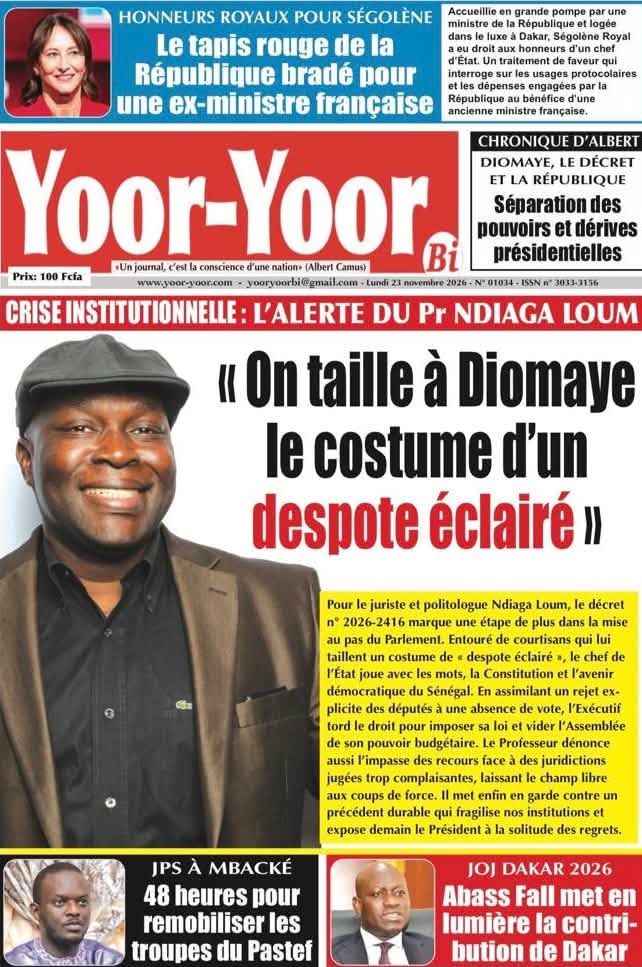 HONNEURS ROYAUX POUR SÉGOLÈNE
Le tapis rouge de la
République bradé pour
une ex-ministre française
Accueillie en grande pompe par une
ministre de la République et logée
dans le luxe à Dakar, Ségolène Royal
a eu droit aux honneurs d'un chef
d'État. Un traitement de faveur qui
interroge sur les usages protocolaires
et les dépenses engagées par la
République au bénéfice d'une
ancienne ministre française.
Yoor-Yoor
Bi
Prix: 100 Fcfa
«Un journal, c'est la conscience d'une nation» (Albert Camus)
CHRONIQUE D'ALBERT
DIOMAYE, LE DÉCRET
ET LA RÉPUBLIQUE
Séparation des
pouvoirs et dérives
présidentielles
www.yoor-yoor.com - yooryoorbi@gmail.com - Lundi 23 novembre 2026 - N° 01034 - ISSN n° 3033-3156
CRISE INSTITUTIONNELLE : L'ALERTE DU Pr NDIAGA LOUM
« On taille à Diomaye
le costume d'un
despote éclairé »
Pour le juriste et politologue Ndiaga Loum, le décret
n° 2026-2416 marque une étape de plus dans la mise
au pas du Parlement. Entouré de courtisans qui lui
taillent un costume de « despote éclairé », le chef de
l'État joue avec les mots, la Constitution et l'avenir
démocratique du Sénégal. En assimilant un rejet ex-
plicite des députés à une absence de vote, l'Exécutif
tord le droit pour imposer sa loi et vider l'Assemblée
de son pouvoir budgétaire. Le Professeur dénonce
aussi l'impasse des recours face à des juridictions
jugées trop complaisantes, laissant le champ libre
aux coups de force. Il met enfin en garde contre un
précédent durable qui fragilise nos institutions et
expose demain le Président à la solitude des regrets.
JPS À MBACKÉ
48 heures pour
remobiliser les
troupes du Pastef
JOJ DAKAR 2026
Abass Fall met en
lumière la contri-
bution de Dakar